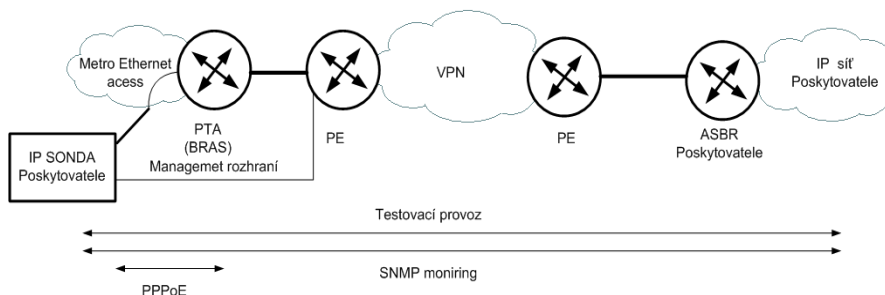 Metro Ethernet
acess
VPN
IP síť
Poskytovatele
PTA
(BRAS)
PE
PE
ASBR
Poskytovatele
IP SONDA
Poskytovatele
Managemet rozhraní
Testovací provoz
SNMP moniring
PPPoE